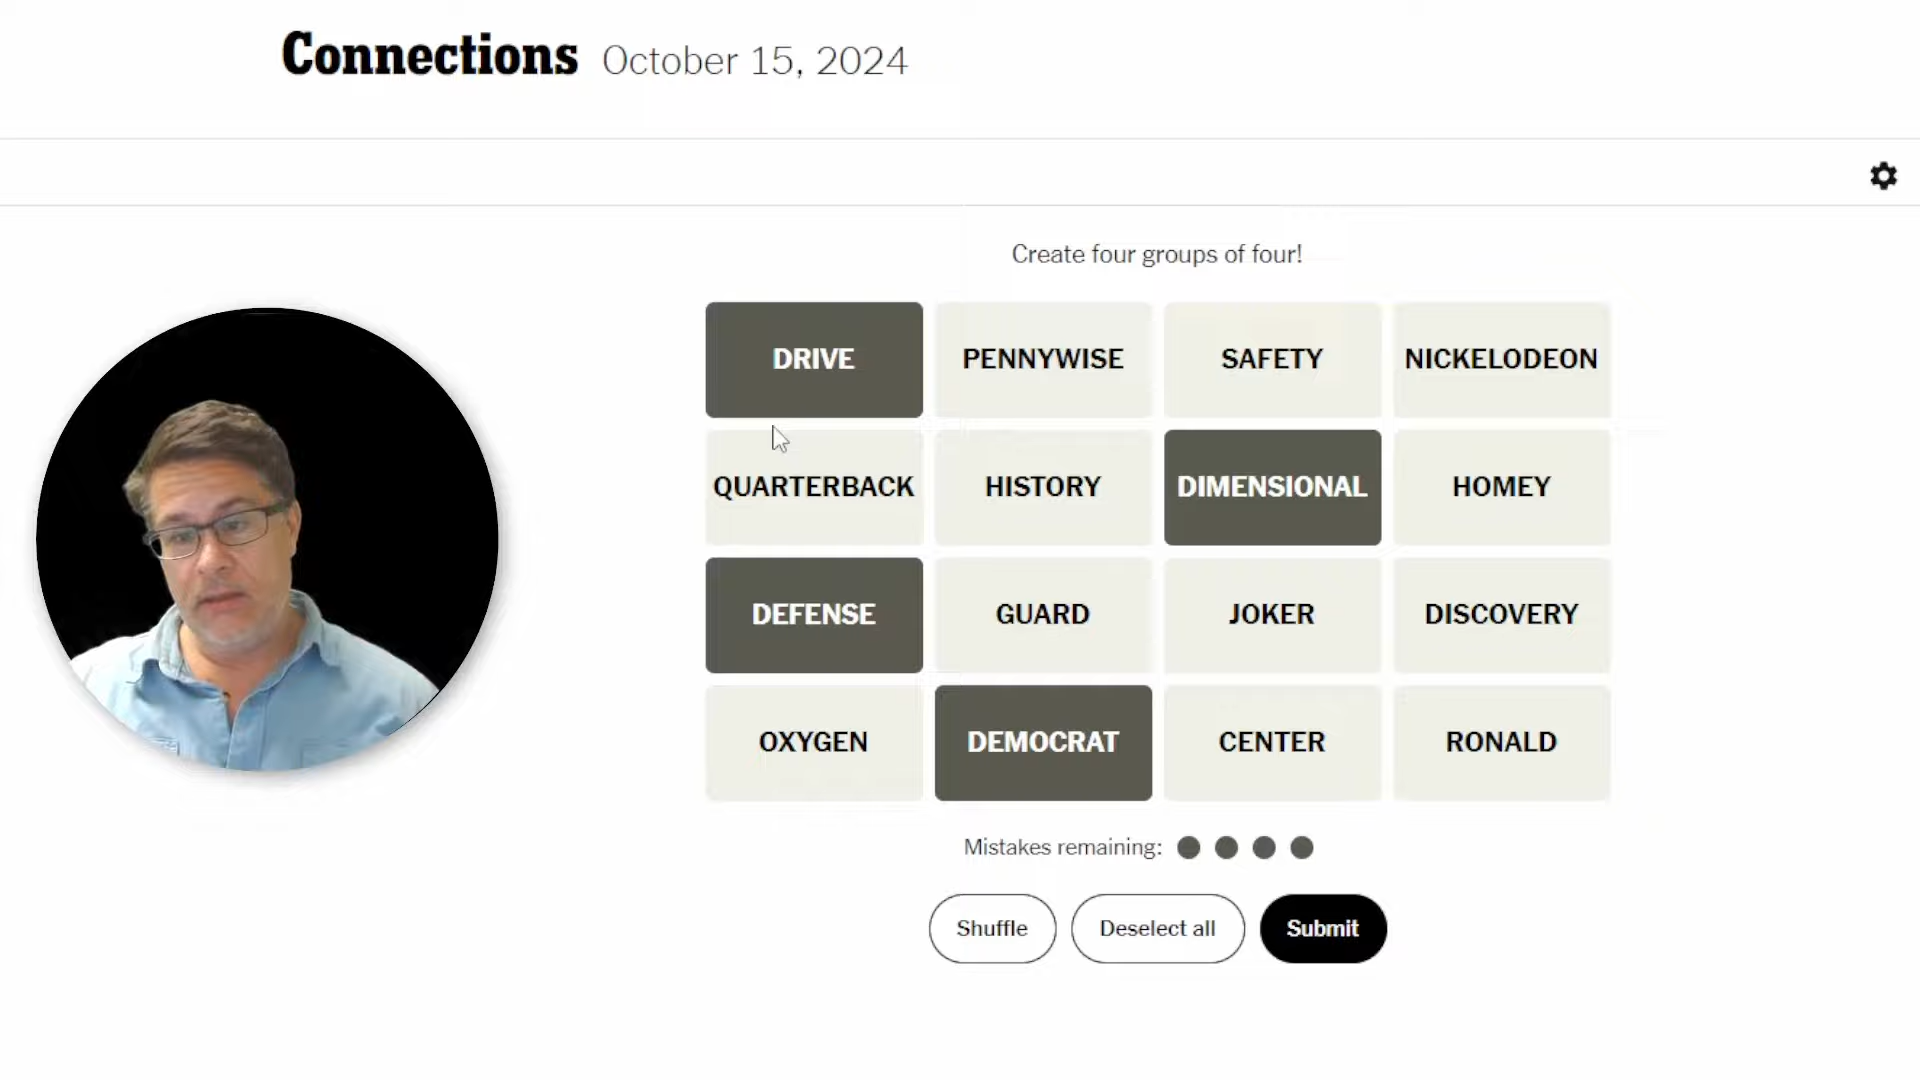 Connections October 15, 2024
Create four groups of four!
DRIVE PENNYWISE SAFETY NICKELODEON
QUARTERBACK HISTORY DIMENSIONAL HOMEY
DEFENSE GUARD JOKER DISCOVERY
OXYGEN DEMOCRAT CENTER RONALD
Mistakes remaining:
Shuffle Deselect all Submit